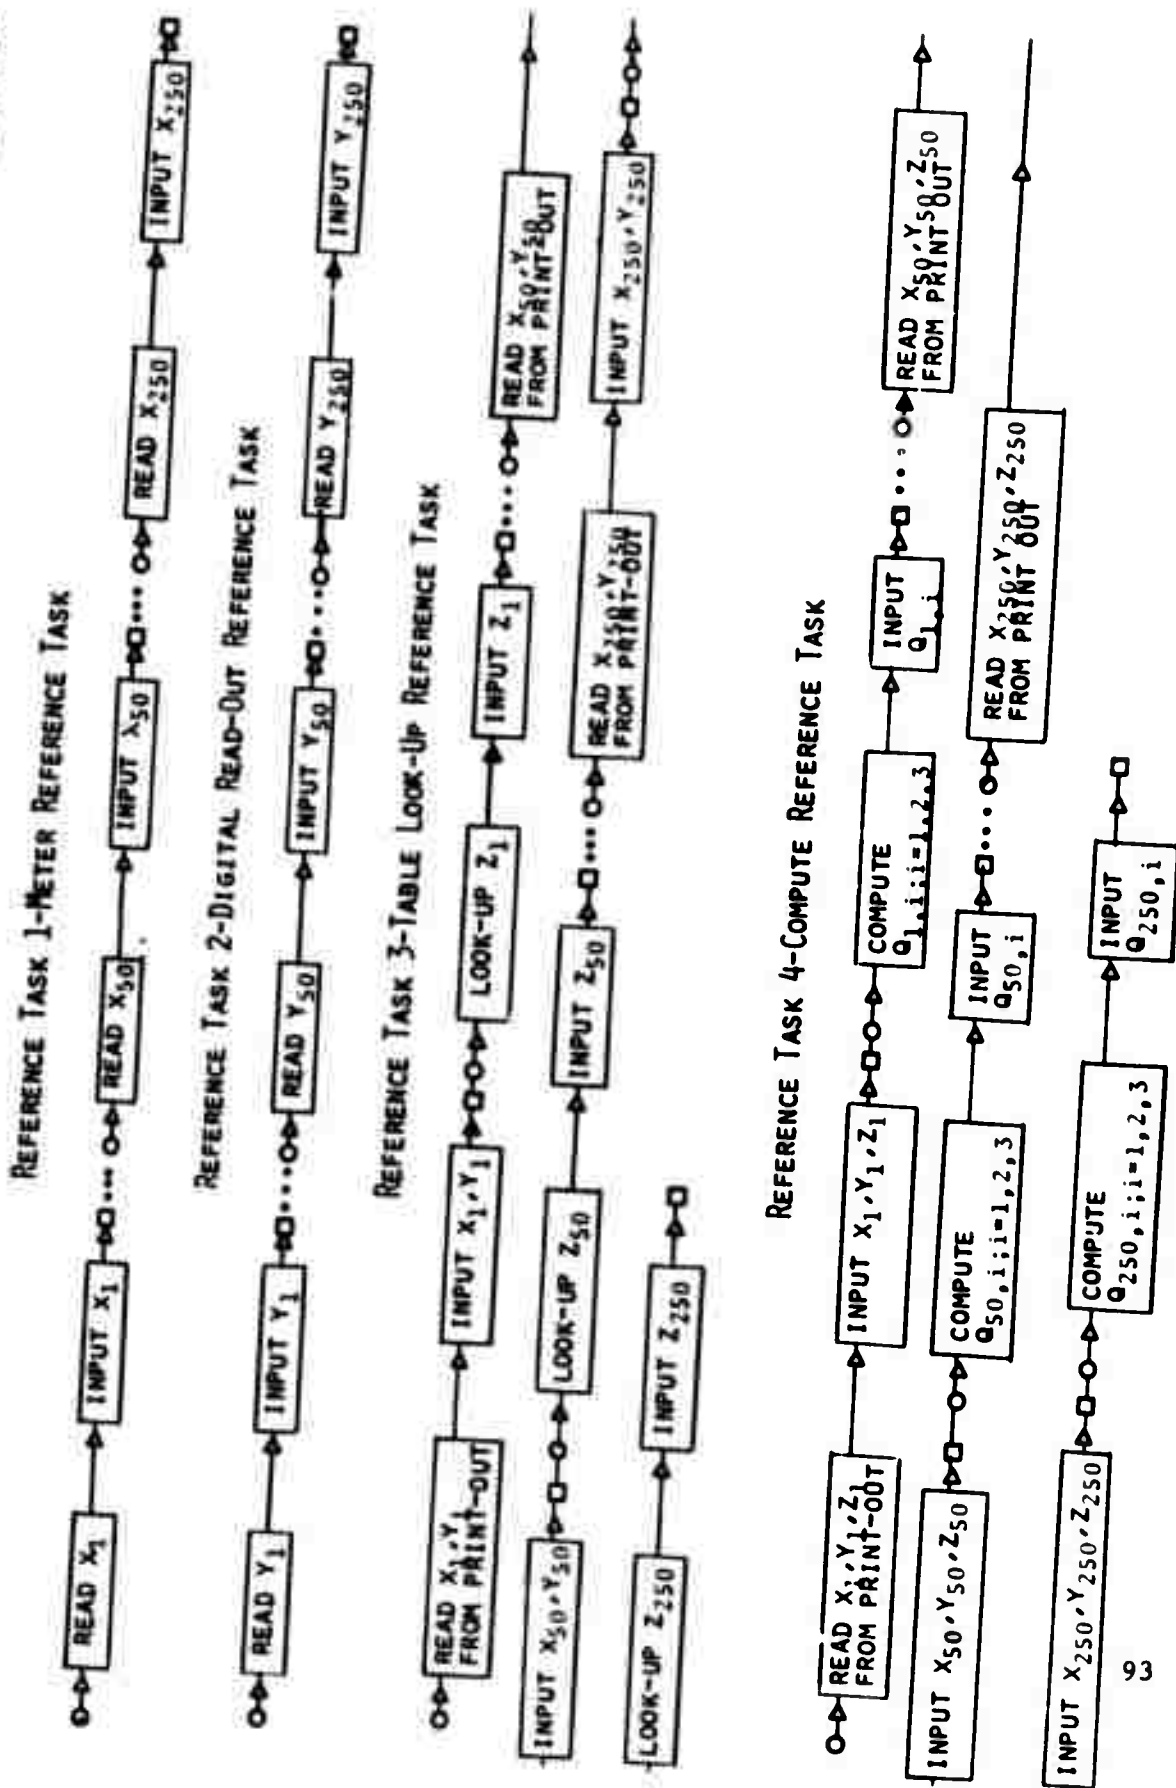 REFERENCE TASK 1-METER REFERENCE TASK
READ X1
INPUT X1
READ X50
INPUT λ50
READ X250
INPUT X250
REFERENCE TASK 2-DIGITAL READ-OUT REFERENCE TASK
READ Y1
INPUT Y1
READ Y50
INPUT Y50
READ Y250
INPUT Y250
REFERENCE TASK 3-TABLE LOOK-UP REFERENCE TASK
READ X1,Y1
FROM PRINT-OUT
INPUT X1,Y1
LOOK-UP Z1
INPUT Z1
READ X50,Y50
FROM PRINT-OUT
INPUT X50,Y50
LOOK-UP Z50
INPUT Z50
READ X250,Y250
FROM PRINT-OUT
INPUT X250,Y250
LOOK-UP Z250
INPUT Z250
REFERENCE TASK 4-COMPUTE REFERENCE TASK
READ X1,Y1,Z1
FROM PRINT-OUT
INPUT X1,Y1,Z1
COMPUTE
Q1,i;i=1,2,3
INPUT
Q1,i
READ X50,Y50,Z50
FROM PRINT OUT
INPUT X50,Y50,Z50
COMPUTE
Q50,i;i=1,2,3
INPUT
Q50,i
READ X250,Y250,Z250
FROM PRINT OUT
INPUT X250,Y250,Z250
COMPUTE
Q250,i;i=1,2,3
INPUT
Q250,i
93